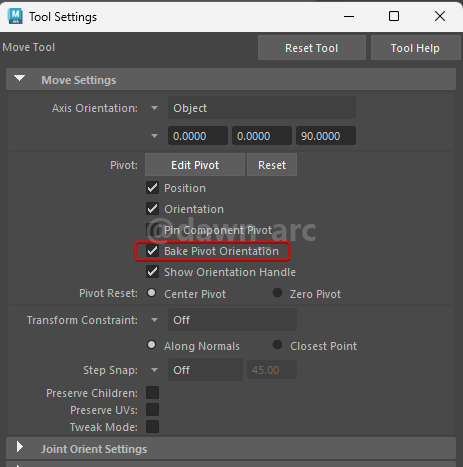 M Tool Settings
Move Tool Reset Tool Tool Help
Move Settings
Axis Orientation: Object
0.0000 0.0000 90.0000
Pivot: Edit Pivot Reset
Position
Orientation
Pin Component Pivot
@dawn-arc
Bake Pivot Orientation
Show Orientation Handle
Pivot Reset: Center Pivot Zero Pivot
Transform Constraint: Off
Along Normals Closest Point
Step Snap: Off 45.00
Preserve Children:
Preserve UVs:
Tweak Mode:
Joint Orient Settings